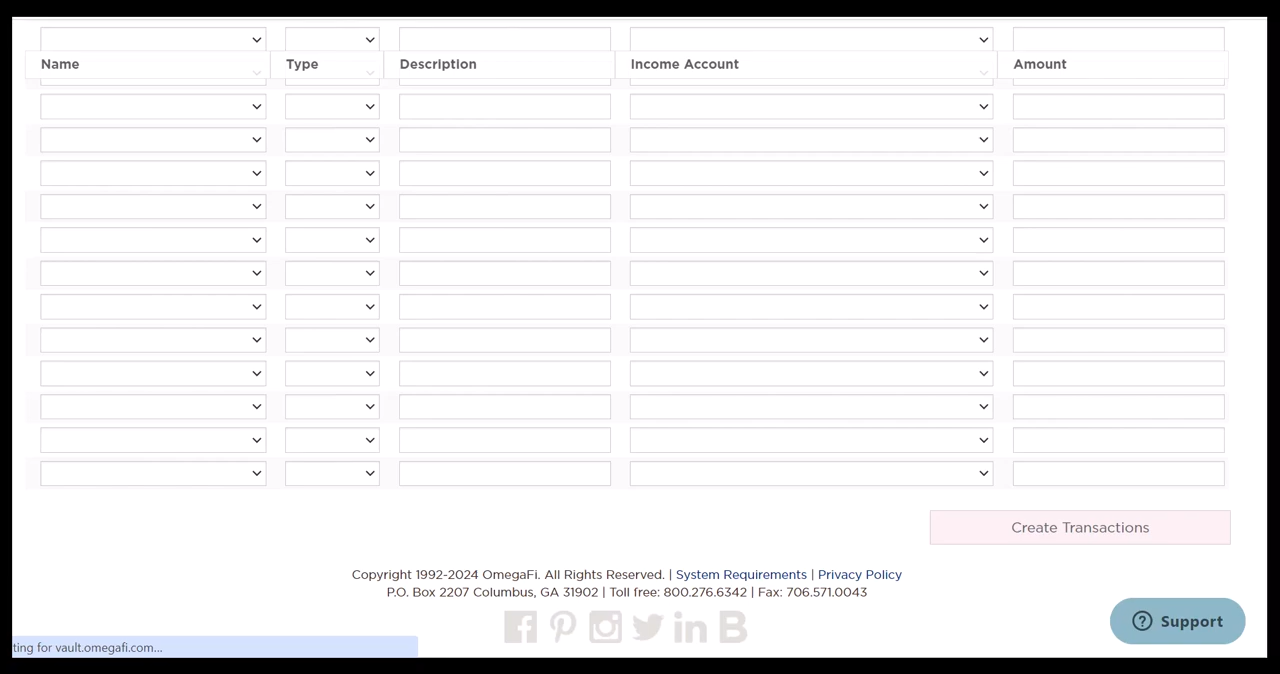 Name Type Description Income Account Amount
Create Transactions
Copyright 1992-2024 OmegaFi. All Rights Reserved. | System Requirements | Privacy Policy
P.O. Box 2207 Columbus, GA 31902 | Toll free: 800.276.6342 | Fax: 706.571.0043
Support
ting for vault.omegafi.com...